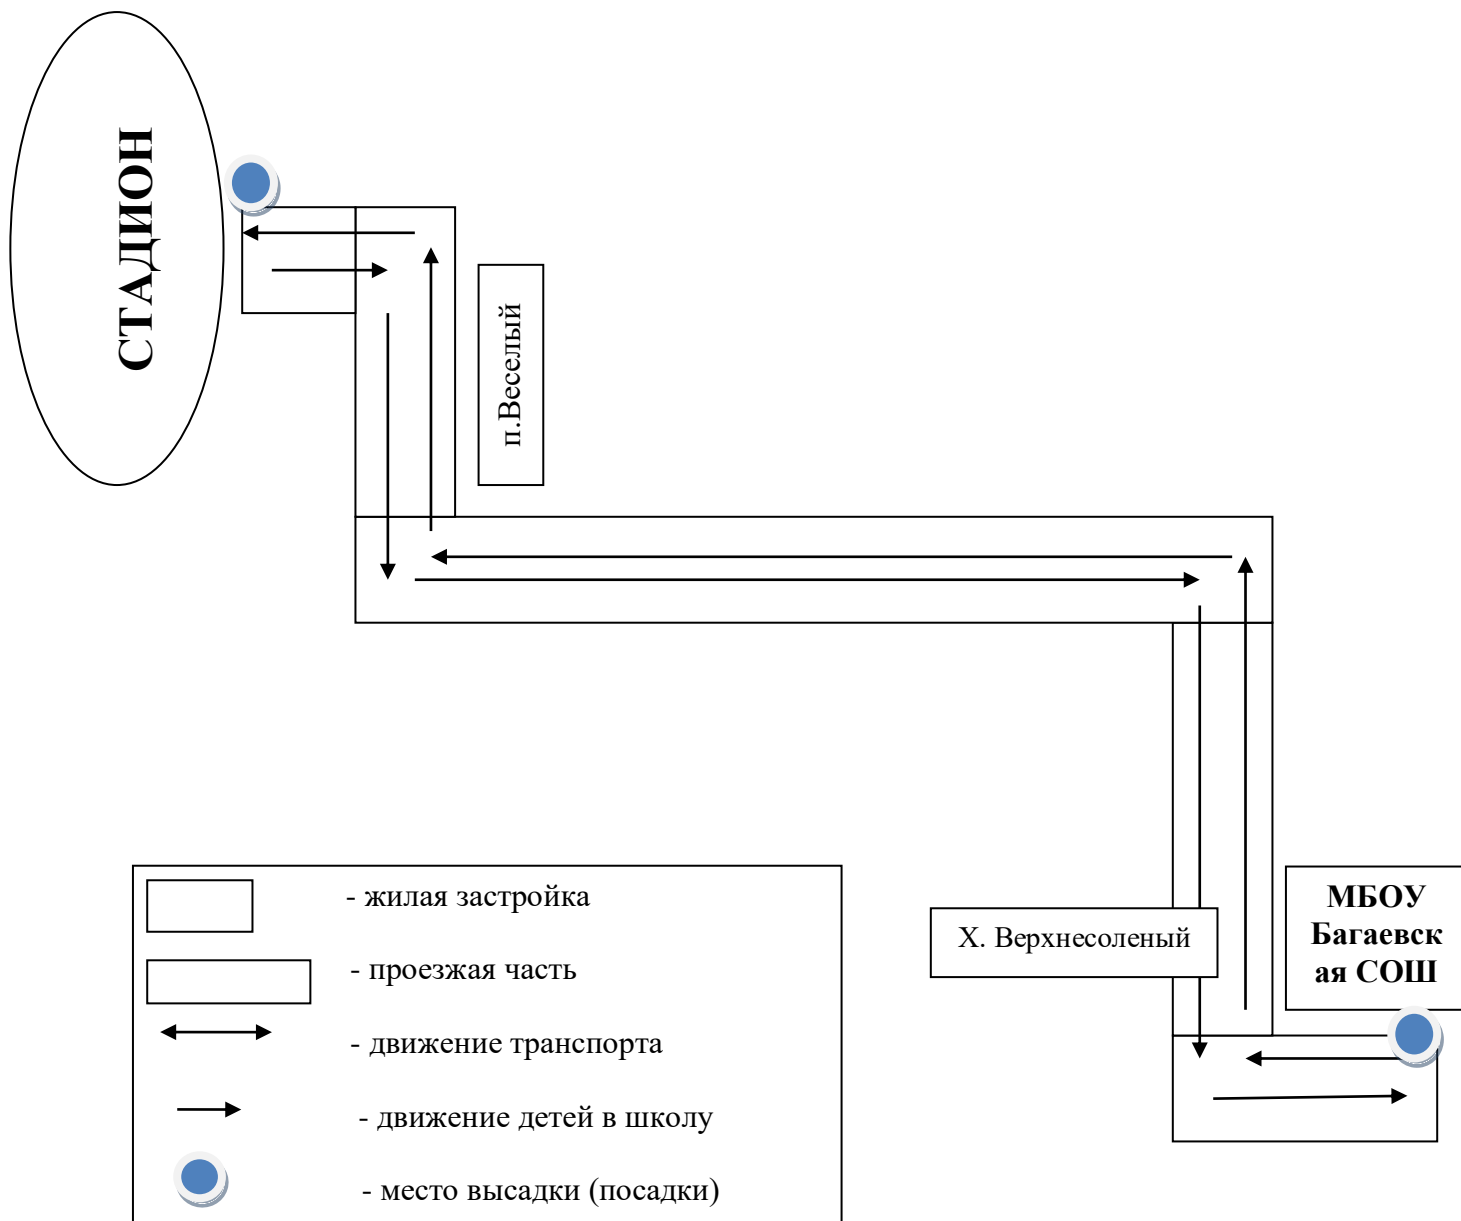 СТАДИОН
п.Веселый
- жилая застройка
- проезжая часть
- движение транспорта
- движение детей в школу
- место высадки (посадки)
Х. Верхнесоленый
МБОУ
Багаевск
ая СОШ